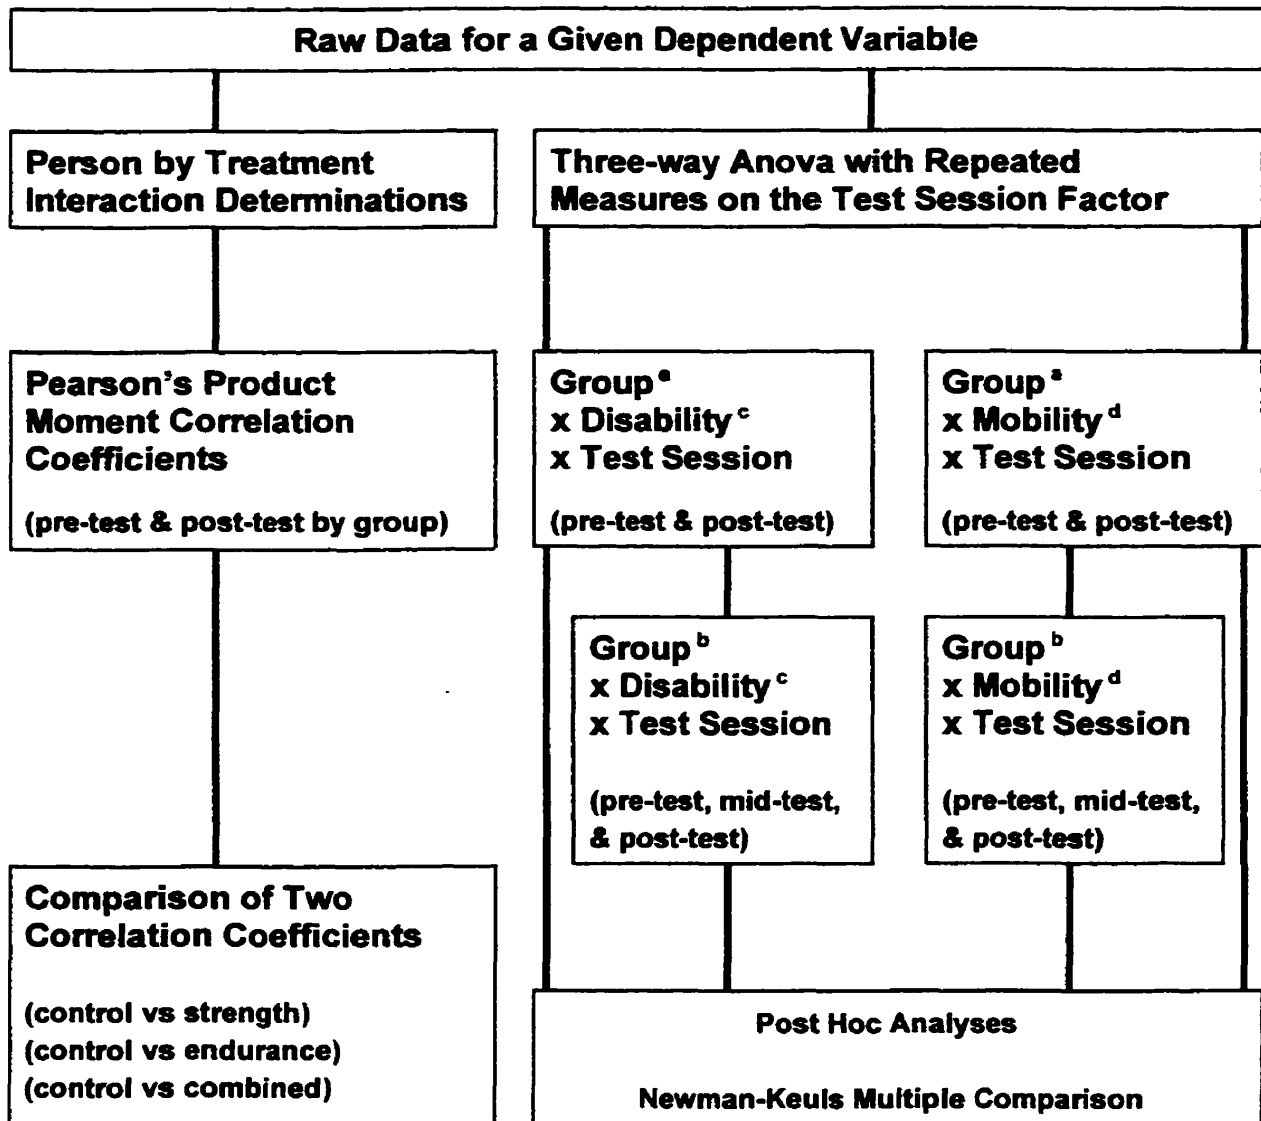 Raw Data for a Given Dependent Variable
Person by Treatment
Interaction Determinations
Three-way Anova with Repeated
Measures on the Test Session Factor
Pearson's Product
Moment Correlation
Coefficients
(pre-test & post-test by group)
Group a
x Disability c
x Test Session
(pre-test & post-test)
Group a
x Mobility d
x Test Session
(pre-test & post-test)
Group b
x Disability c
x Test Session
(pre-test, mid-test,
& post-test)
Group b
x Mobility d
x Test Session
(pre-test, mid-test,
& post-test)
Comparison of Two
Correlation Coefficients
(control vs strength)
(control vs endurance)
(control vs combined)
Post Hoc Analyses
Newman-Keuls Multiple Comparison